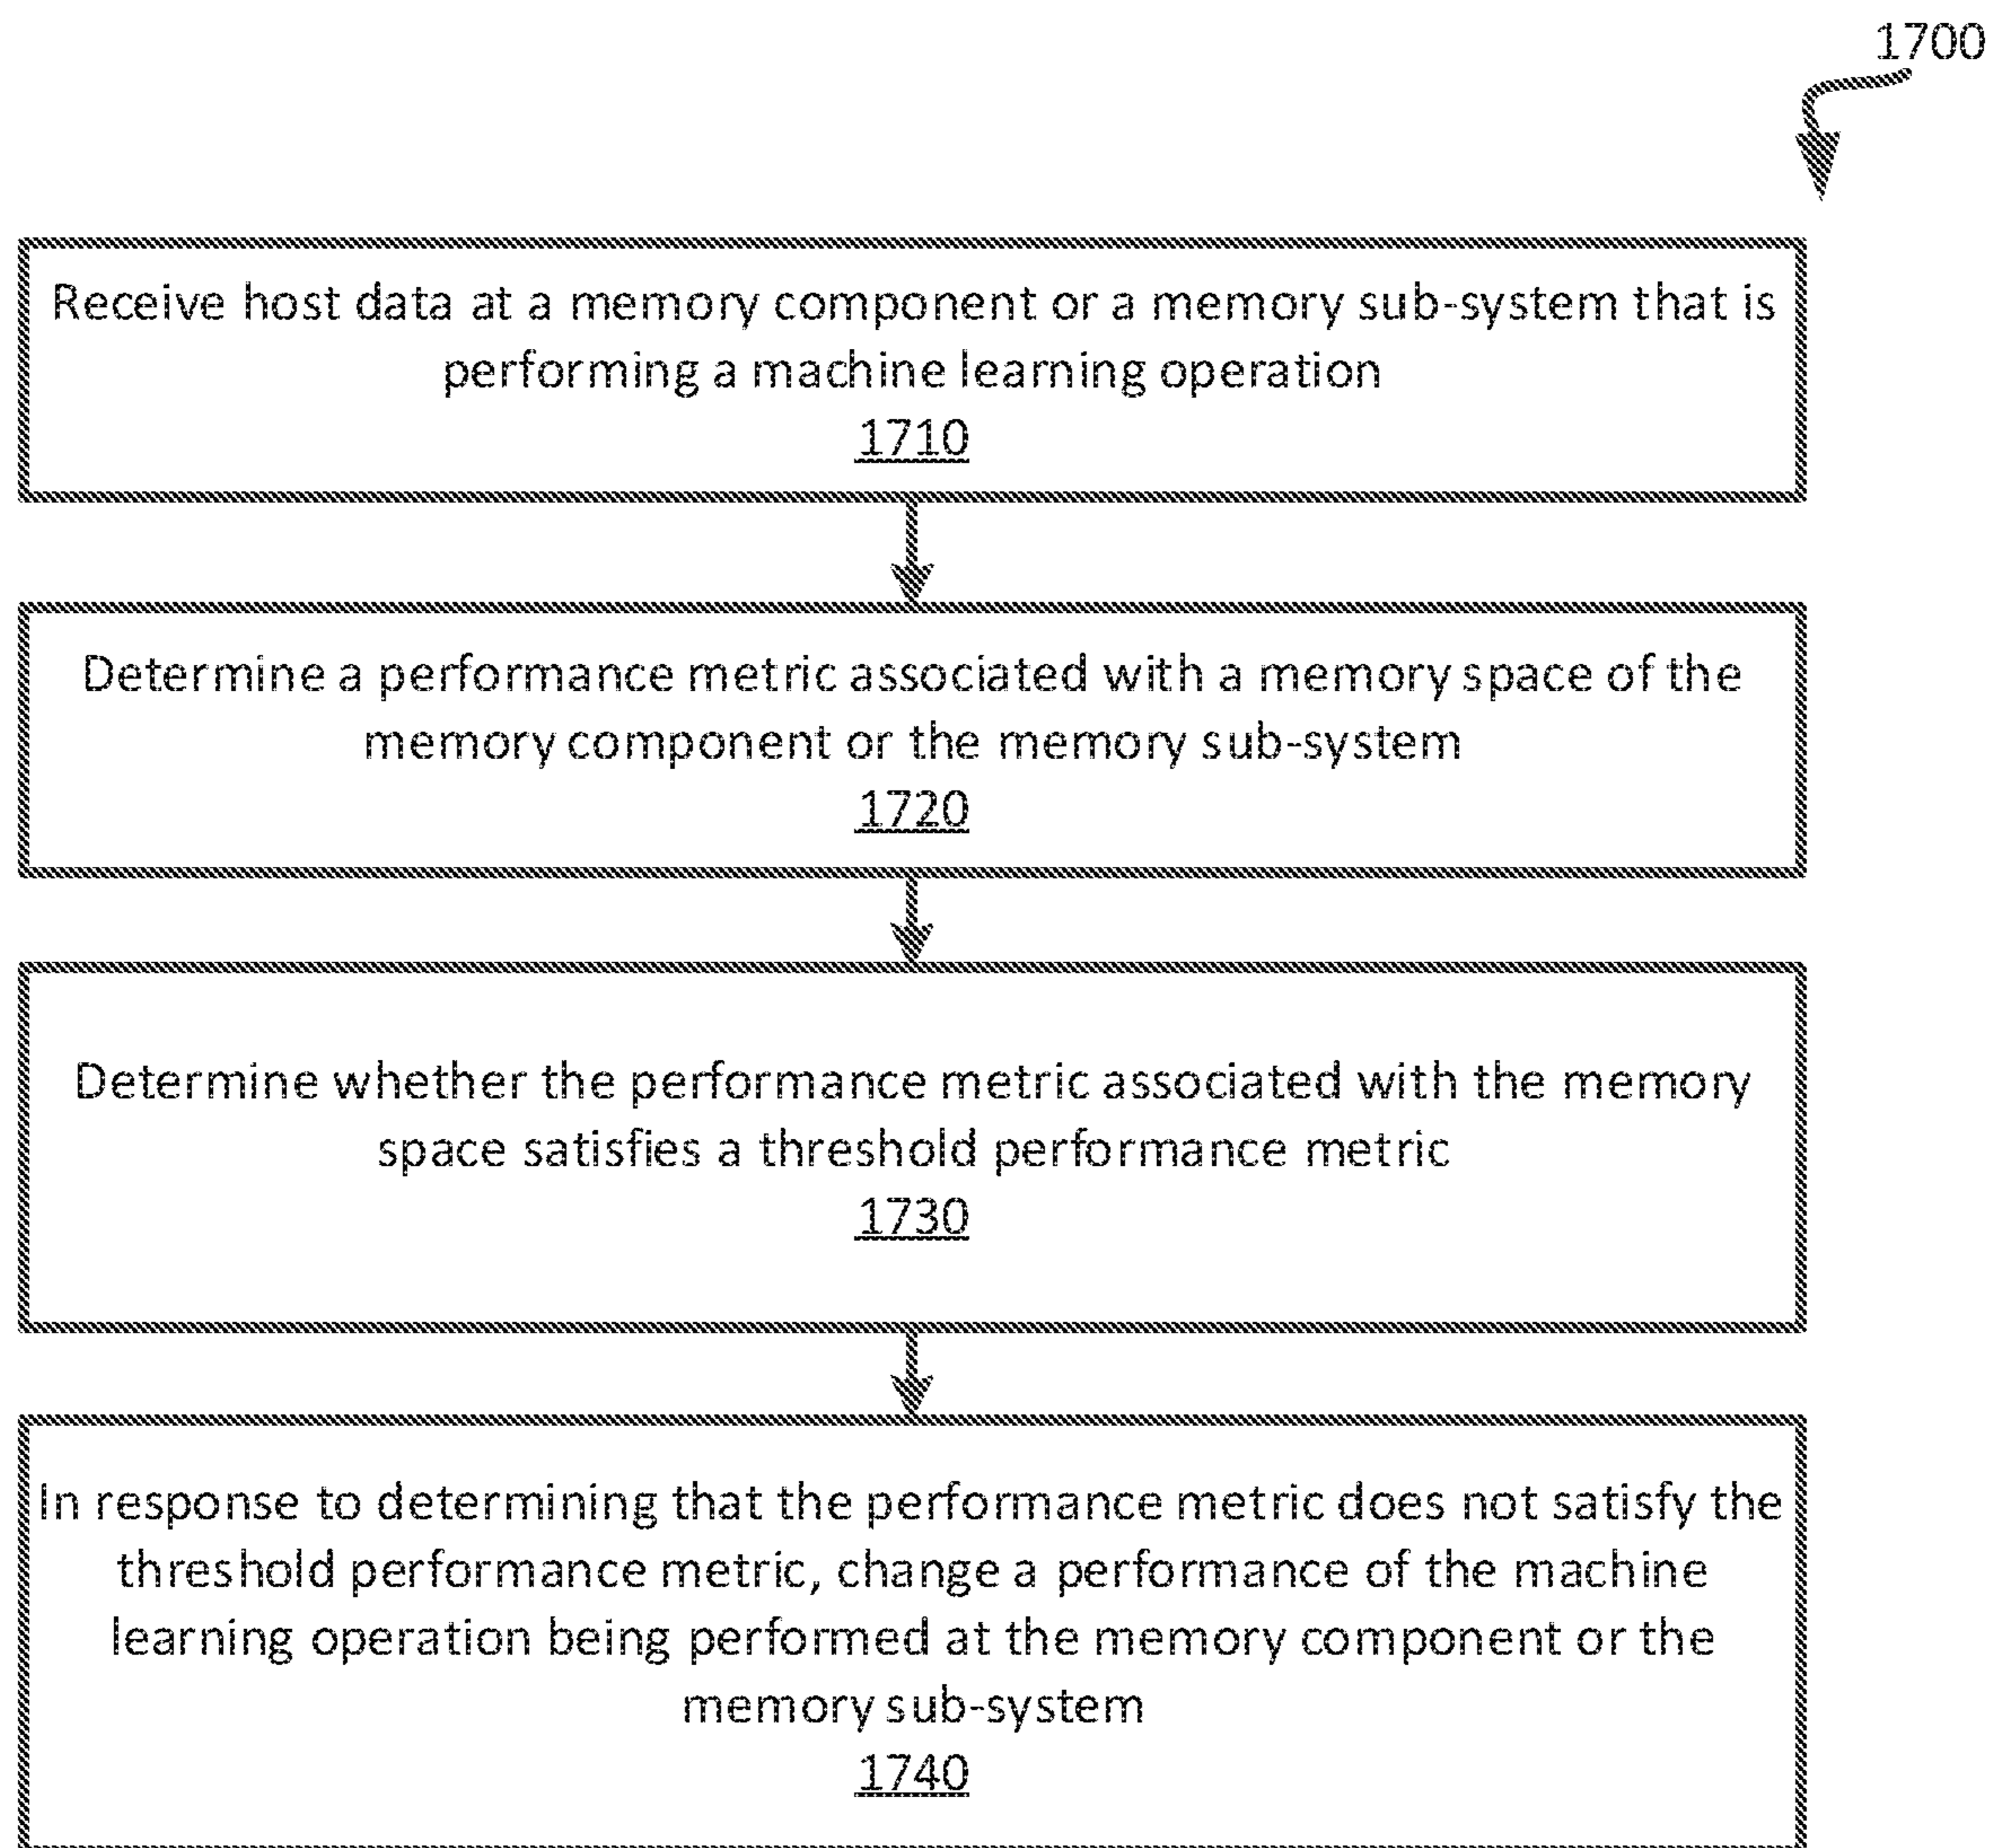 1700
Receive host data at a memory component or a memory sub-system that is
performing a machine learning operation
1710
Determine a performance metric associated with a memory space of the
memory component or the memory sub-system
1720
Determine whether the performance metric associated with the memory
space satisfies a threshold performance metric
1730
In response to determining that the performance metric does not satisfy the
threshold performance metric, change a performance of the machine
learning operation being performed at the memory component or the
memory sub-system
1740